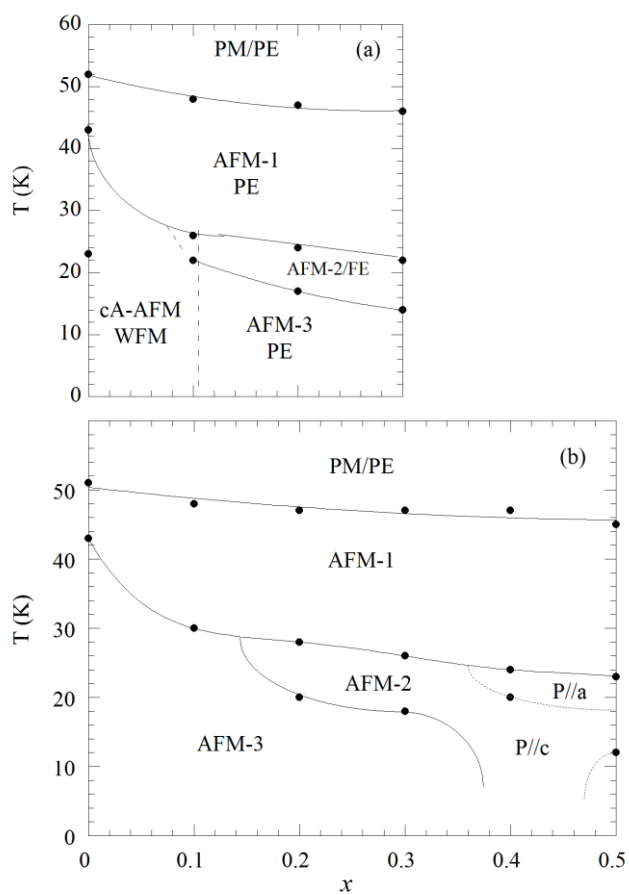 60
PM/PE
(a)
50
40
AFM-1
PE
T (K)
30
AFM-2/FE
20
cA-AFM
WFM
AFM-3
PE
10
0
(b)
PM/PE
50
40
AFM-1
T (K)
30
AFM-2
P//a
20
AFM-3
P//c
10
0
0 0.1 0.2 0.3 0.4 0.5
x